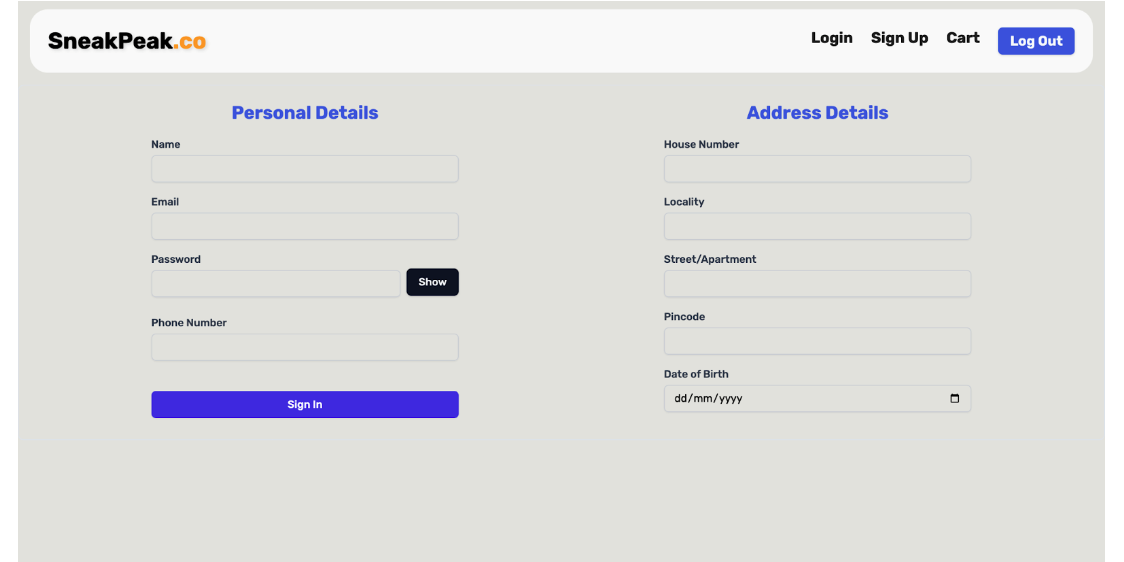 SneakPeak.co
Login Sign Up Cart Log Out
Personal Details
Name
Email
Password
Show
Phone Number
Sign In
Address Details
House Number
Locality
Street/Apartment
Pincode
Date of Birth
dd/mm/yyyy